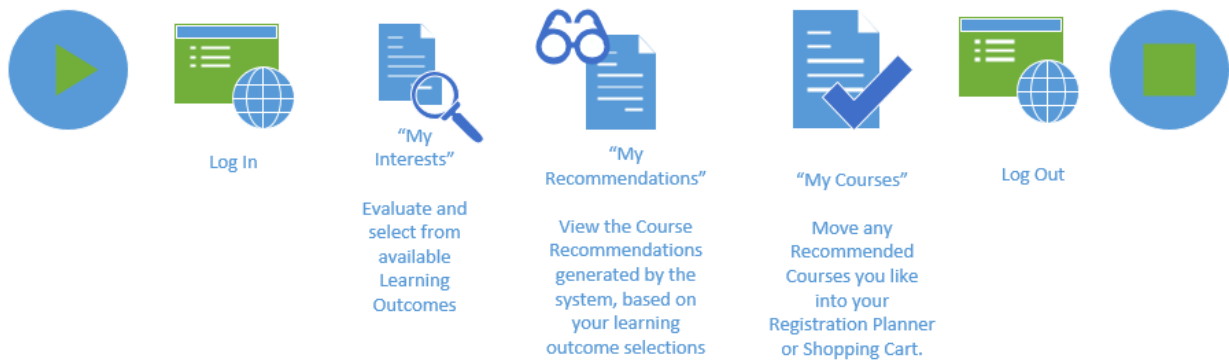 Log In
“My
Interests”
Evaluate and
select from
available
Learning
Outcomes
“My
Recommendations”
View the Course
Recommendations
generated by the
system, based on
your learning
outcome selections
“My Courses”
Move any
Recommended
Courses you like
into your
Registration Planner
or Shopping Cart.
Log Out